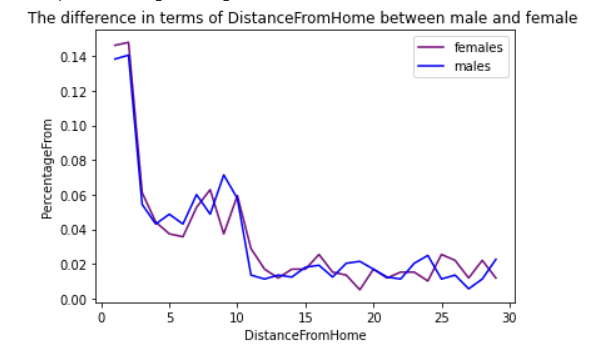 The difference in terms of DistanceFromHome between male and female
females
males
PercentageFrom
0.14
0.12
0.10
0.08
0.06
0.04
0.02
0.00
0 5 10 15 20 25 30
DistanceFromHome